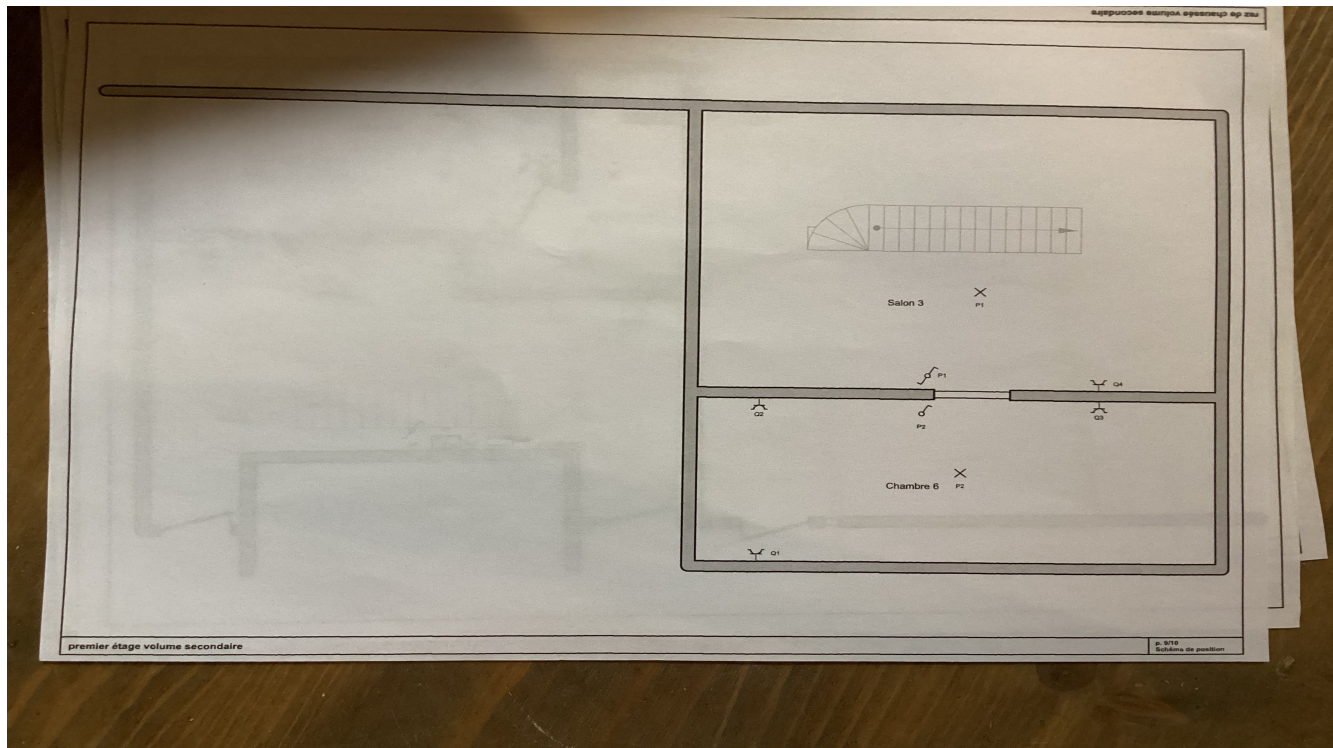 raz de chaussée volume secondaire
Salon 3
P1
P1
Q4
Q2
Q3
P2
Chambre 6
P2
Q1
premier étage volume secondaire
p. 9/10
Schéma de position